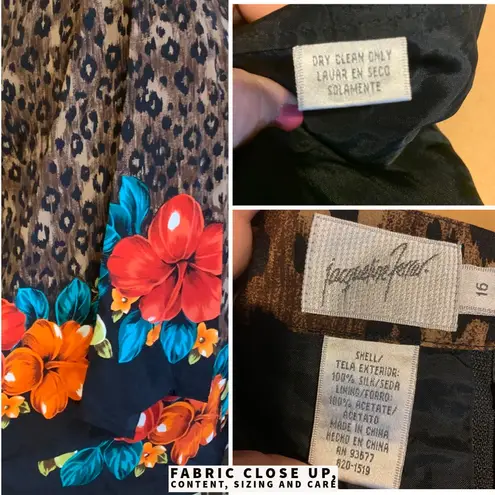 DRY CLEAN ONLY
LAVAR EN SECO
SOLAMENTE
Jacqueline Ferrar.
16
SHELL/
TELA EXTERIOR:
100% SILK/SEDA
LINING/FORRO:
100% ACETATE/
ACETATO
MADE IN CHINA
HECHO EN CHINA
RN 93677
820-1519
FABRIC CLOSE UP,
CONTENT, SIZING AND CARE